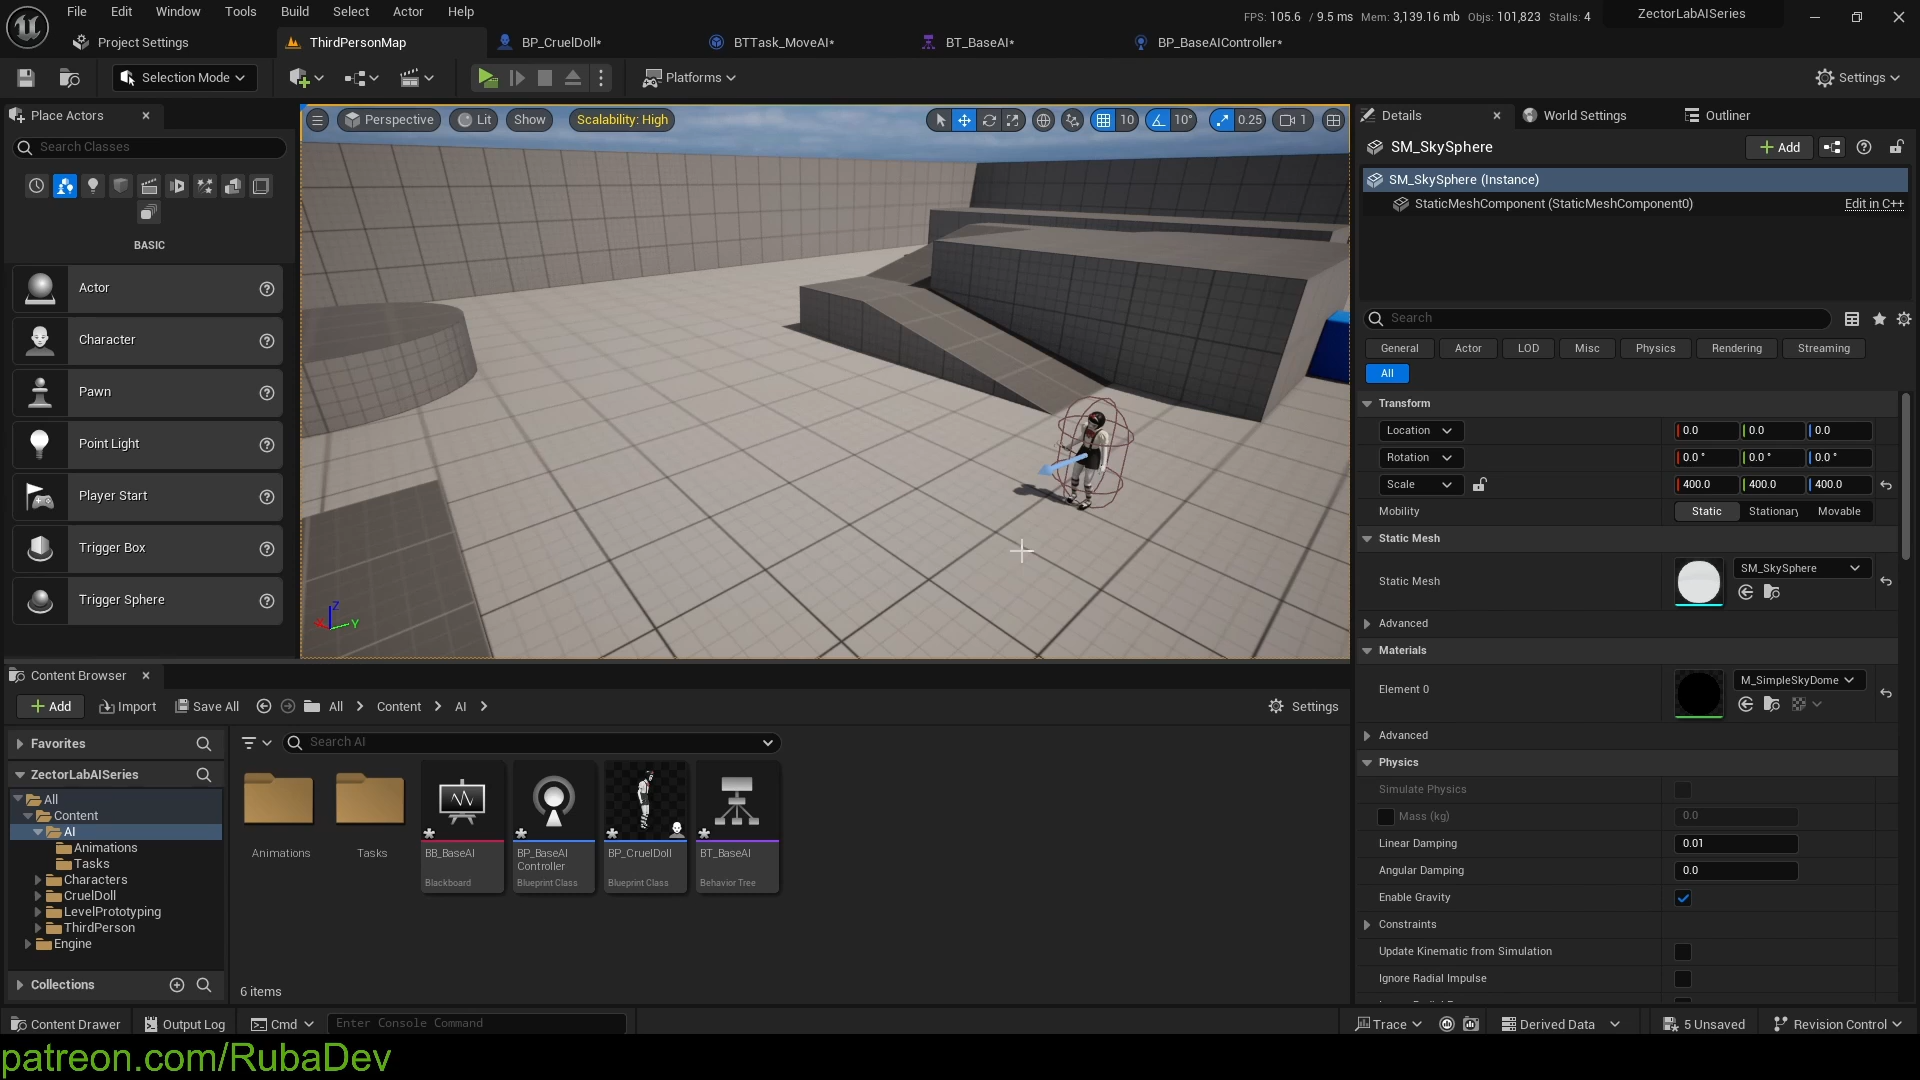 File Edit Window Tools Build Select Actor Help
FPS: 105.6 / 9.5 ms Mem: 3,139.16 mb Objs: 101,823 Stalls: 4
ZectorLabAISeries
Project Settings
ThirdPersonMap
BP_CruelDoll*
BTTask_MoveAI*
BT_BaseAI*
BP_BaseAIController*
Selection Mode
Platforms
Settings
Place Actors
Search Classes
BASIC
Actor
Character
Pawn
Point Light
Player Start
Trigger Box
Trigger Sphere
Perspective Lit Show Scalability: High
10 10° 0.25 1
Z
X
Y
Details
World Settings
Outliner
SM_SkySphere
Add
SM_SkySphere (Instance)
StaticMeshComponent (StaticMeshComponent0)
Edit in C++
Search
General Actor LOD Misc Physics Rendering Streaming
All
Transform
Location 0.0 0.0 0.0
Rotation 0.0 ° 0.0 ° 0.0 °
Scale 400.0 400.0 400.0
Mobility Static Stationary Movable
Static Mesh
Static Mesh SM_SkySphere
Advanced
Materials
Element 0 M_SimpleSkyDome
Advanced
Physics
Simulate Physics
Mass (kg) 0.0
Linear Damping 0.01
Angular Damping 0.0
Enable Gravity
Constraints
Update Kinematic from Simulation
Ignore Radial Impulse
Content Browser
Add Import Save All All Content AI Settings
Favorites
ZectorLabAISeries
All
Content
AI
Animations
Tasks
Characters
CruelDoll
LevelPrototyping
ThirdPerson
Engine
Collections
Search AI
Animations
Tasks
BB_BaseAI
Blackboard
BP_BaseAI
Controller
Blueprint Class
BP_CruelDoll
Blueprint Class
BT_BaseAI
Behavior Tree
6 items
Content Drawer Output Log Cmd Enter Console Command
Trace Derived Data 5 Unsaved Revision Control
patreon.com/RubaDev